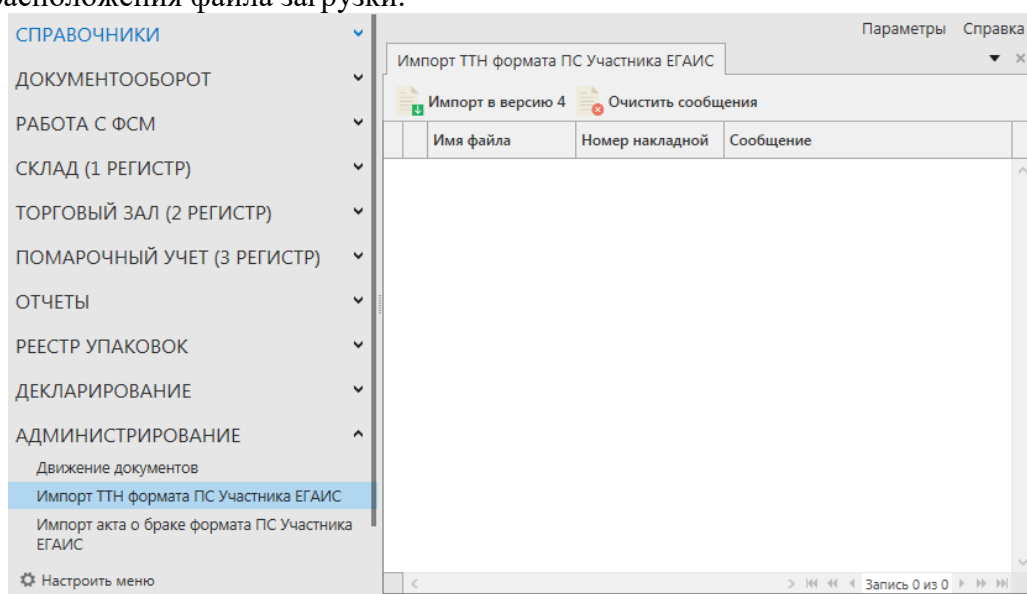 расположения файла загрузки.
СПРАВОЧНИКИ
ДОКУМЕНТООБОРОТ
РАБОТА С ФСМ
СКЛАД (1 РЕГИСТР)
ТОРГОВЫЙ ЗАЛ (2 РЕГИСТР)
ПОМАРОЧНЫЙ УЧЕТ (3 РЕГИСТР)
ОТЧЕТЫ
РЕЕСТР УПАКОВОК
ДЕКЛАРИРОВАНИЕ
АДМИНИСТРИРОВАНИЕ
Движение документов
Импорт ТТН формата ПС Участника ЕГАИС
Импорт акта о браке формата ПС Участника
ЕГАИС
Настроить меню
Параметры Справка
Импорт ТТН формата ПС Участника ЕГАИС
Импорт в версию 4 Очистить сообщения
Имя файла Номер накладной Сообщение
Запись 0 из 0